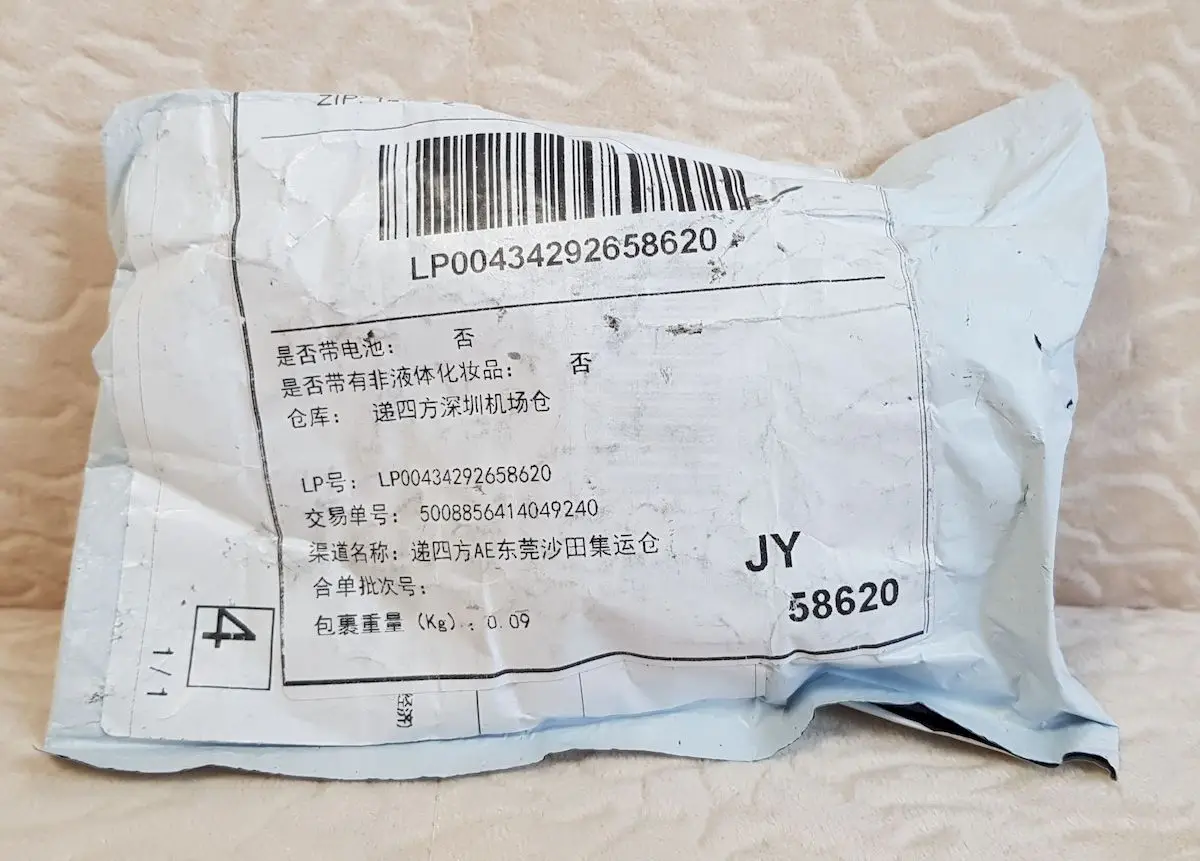 ZIP:
LP00434292658620
是否带电池: 否
是否带有非液体化妆品: 否
仓库: 递四方深圳机场仓
LP号: LP00434292658620
交易单号: 5008856414049240
渠道名称: 递四方AE东莞沙田集运仓
合单批次号:
包裹重量 (Kg) : 0.09
JY
58620
4
1/1
经济